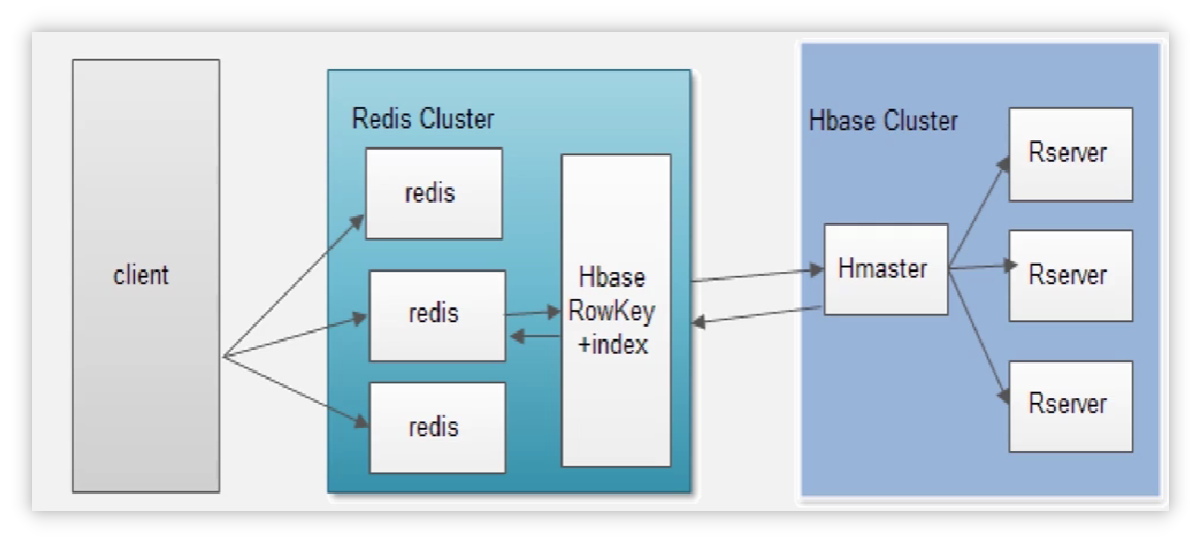 client
Redis Cluster
redis
redis
redis
Hbase
RowKey
+index
Hbase Cluster
Hmaster
Rserver
Rserver
Rserver